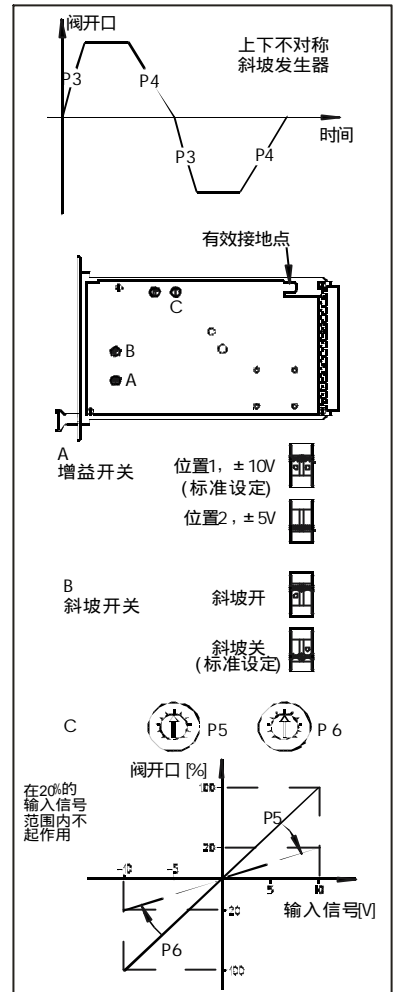 阀开口
上下不对称
斜坡发生器
P3
P4
时间
P3
P4
有效接地点
C
B
A
A
增益开关
位置1，±10V
(标准设定)
位置2，±5V
B
斜坡开关
斜坡开
斜坡关
(标准设定)
C
P5
P6
阀开口 [%]
在20%的
输入信号
范围内不
起作用
100
P5
20
-10
-5
5
10
输入信号[V]
20
P6
100